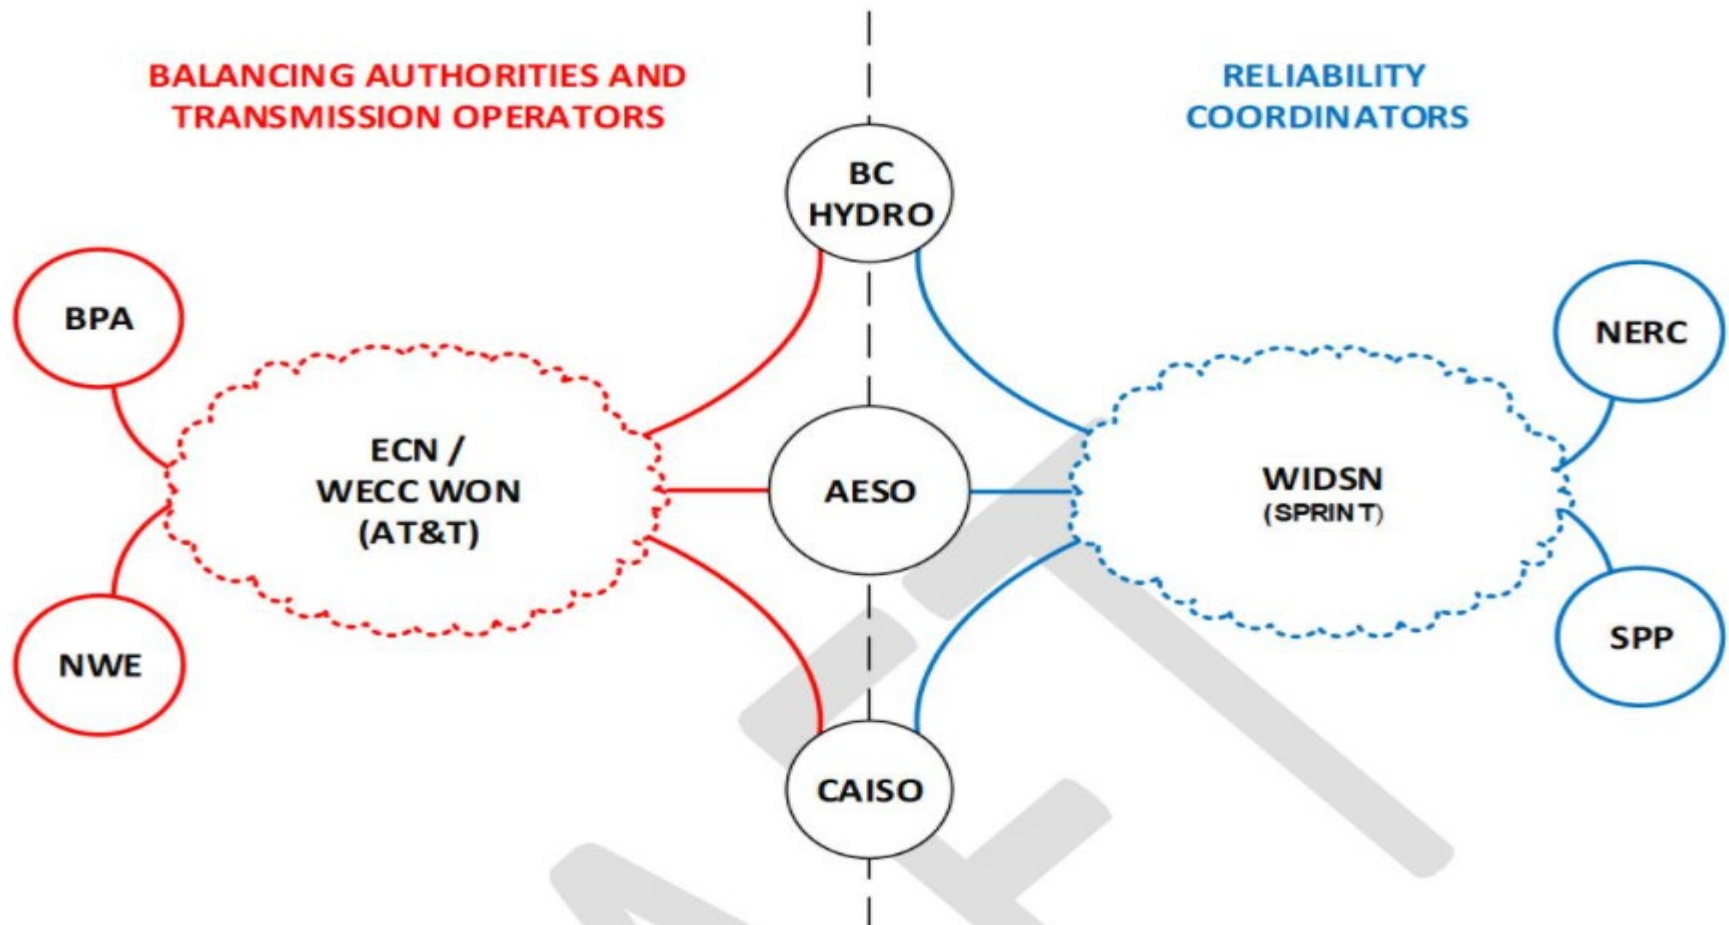 BALANCING AUTHORITIES AND
TRANSMISSION OPERATORS
RELIABILITY
COORDINATORS
BC
HYDRO
BPA
NERC
ECN /
WECC WON
(AT&T)
AESO
WIDSN
(SPRINT)
NWE
SPP
CAISO